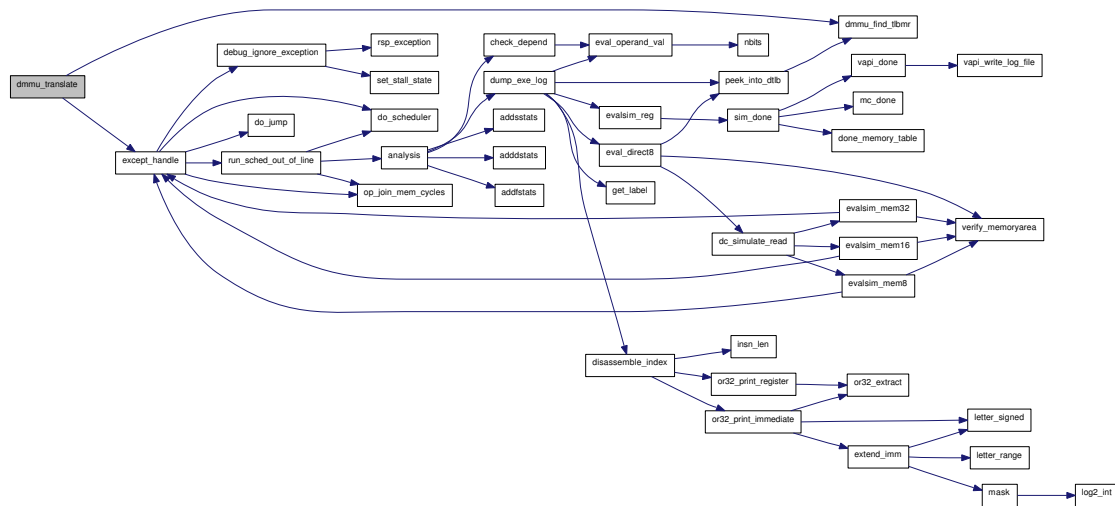 dmmu_translate
except_handle
debug_ignore_exception
do_jump
run_sched_out_of_line
rsp_exception
set_stall_state
do_scheduler
analysis
op_join_mem_cycles
check_depend
dump_exe_log
addsstats
adddstats
addfstats
eval_operand_val
evalsim_reg
eval_direct8
get_label
disassemble_index
nbits
peek_into_dtlb
sim_done
dc_simulate_read
insn_len
or32_print_register
or32_print_immediate
dmmu_find_tlbmr
vapi_done
mc_done
done_memory_table
evalsim_mem32
evalsim_mem16
evalsim_mem8
or32_extract
extend_imm
vapi_write_log_file
verify_memoryarea
letter_signed
letter_range
mask
log2_int